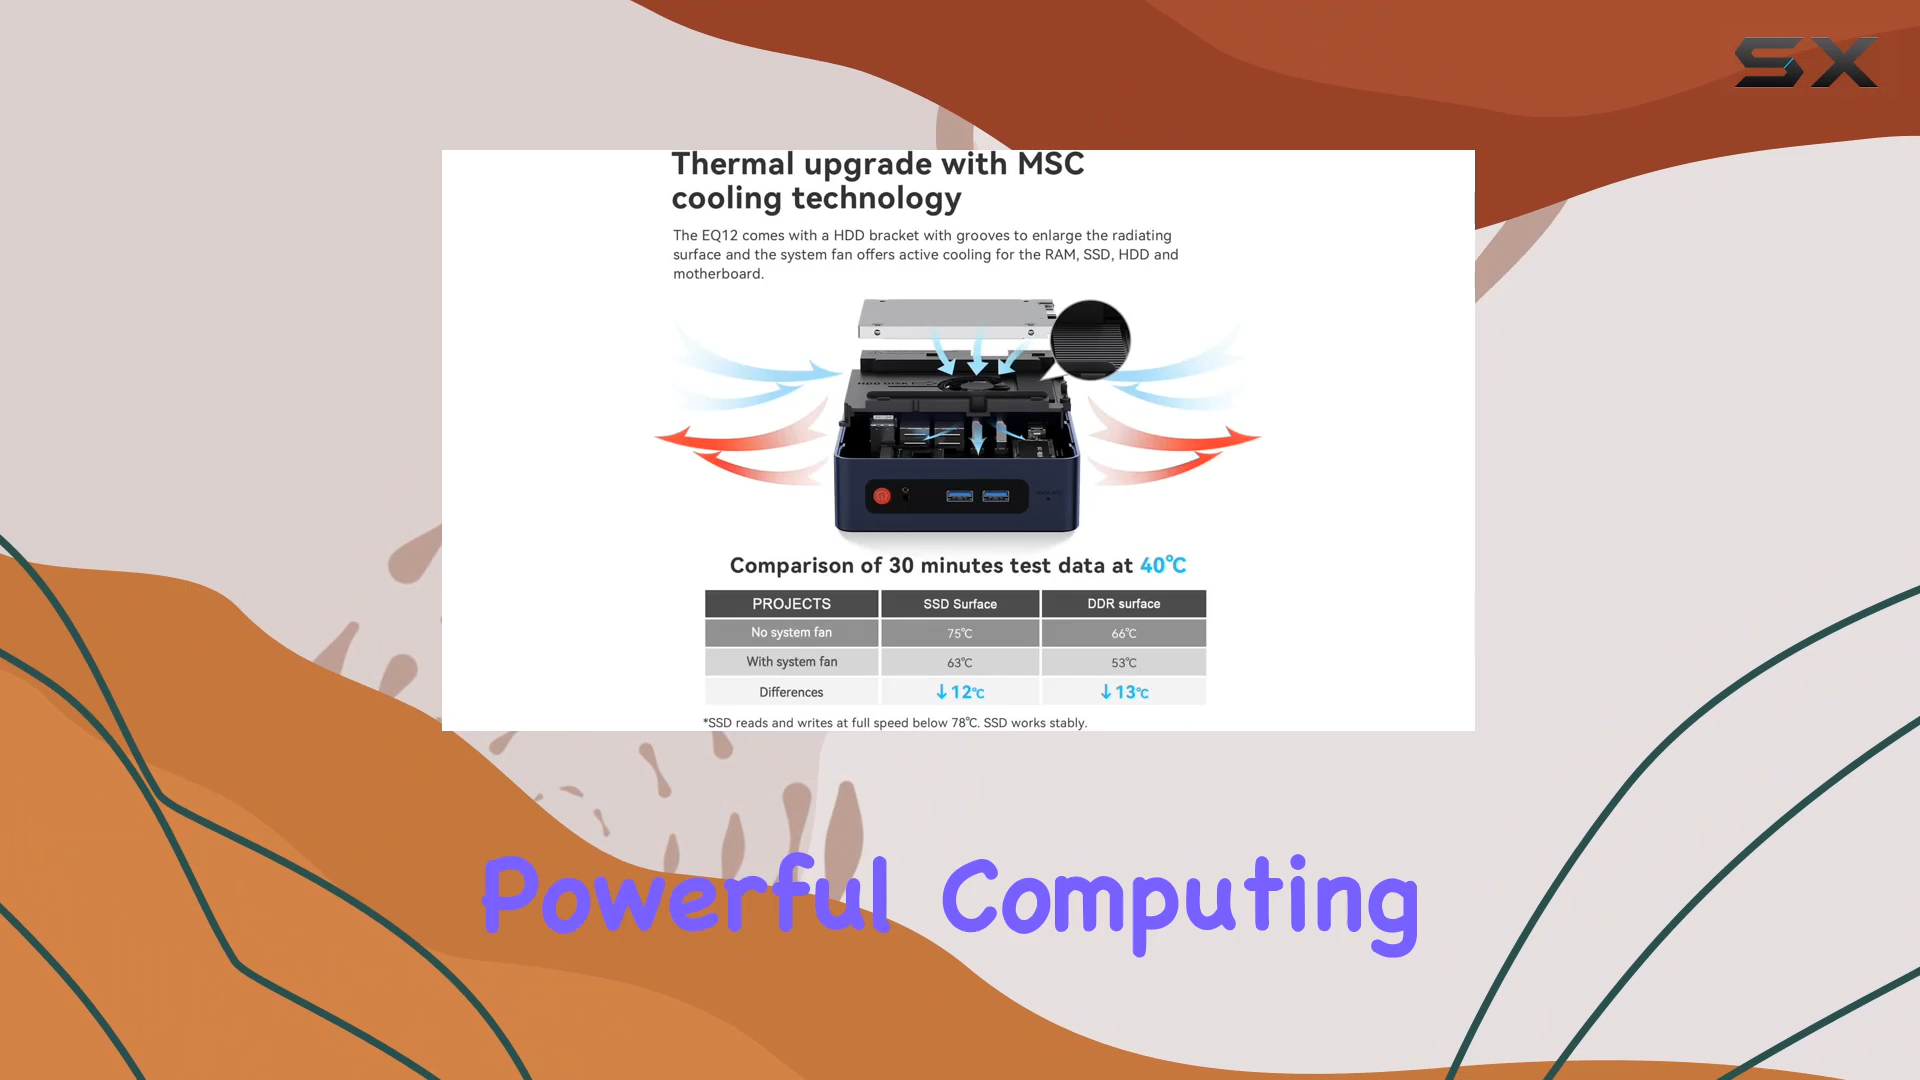 SX
Thermal upgrade with MSC
cooling technology
The EQ12 comes with a HDD bracket with grooves to enlarge the radiating
surface and the system fan offers active cooling for the RAM, SSD, HDD and
motherboard.
HDD DISK
Comparison of 30 minutes test data at 40℃
PROJECTS SSD Surface DDR surface
No system fan 75℃ 66℃
With system fan 63℃ 53℃
Differences ↓12℃ ↓13℃
*SSD reads and writes at full speed below 78℃. SSD works stably.
Powerful Computing